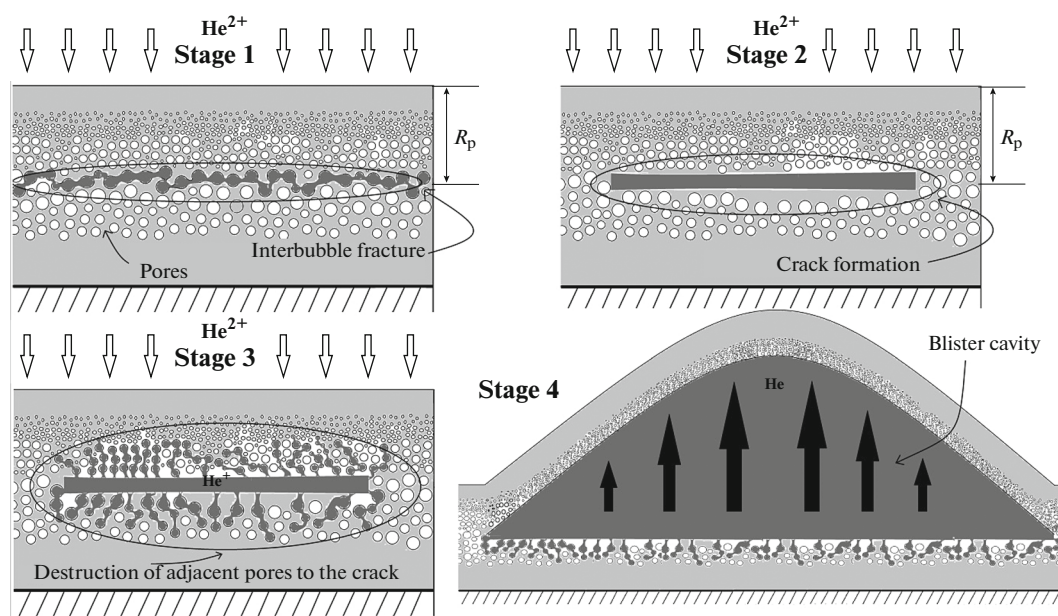 He2+
Stage 1
Rp
Interbubble fracture
Pores
He2+
Stage 2
Rp
Crack formation
He2+
Stage 3
He+
Destruction of adjacent pores to the crack
Stage 4
He
Blister cavity